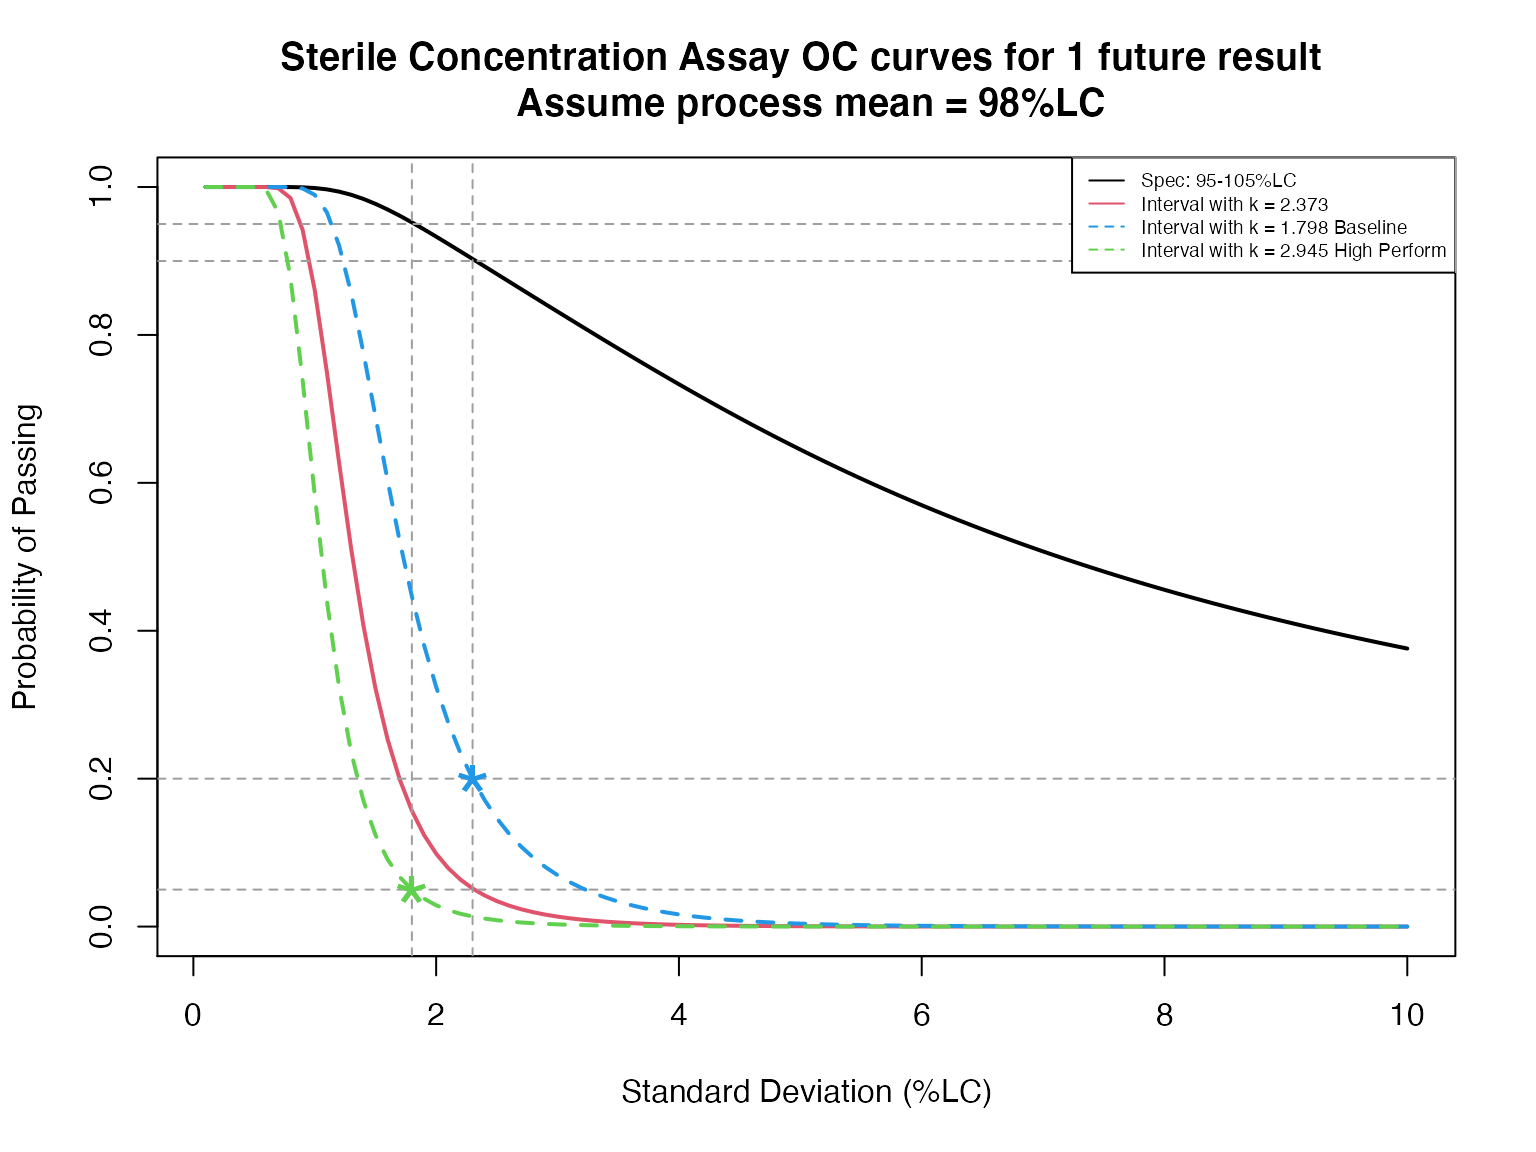 Sterile Concentration Assay OC curves for 1 future result
Assume process mean = 98%LC
Spec: 95-105%LC
Interval with k = 2.373
Interval with k = 1.798 Baseline
Interval with k = 2.945 High Perform
Probability of Passing
1.0
0.8
0.6
0.4
0.2
0.0
0 2 4 6 8 10
Standard Deviation (%LC)